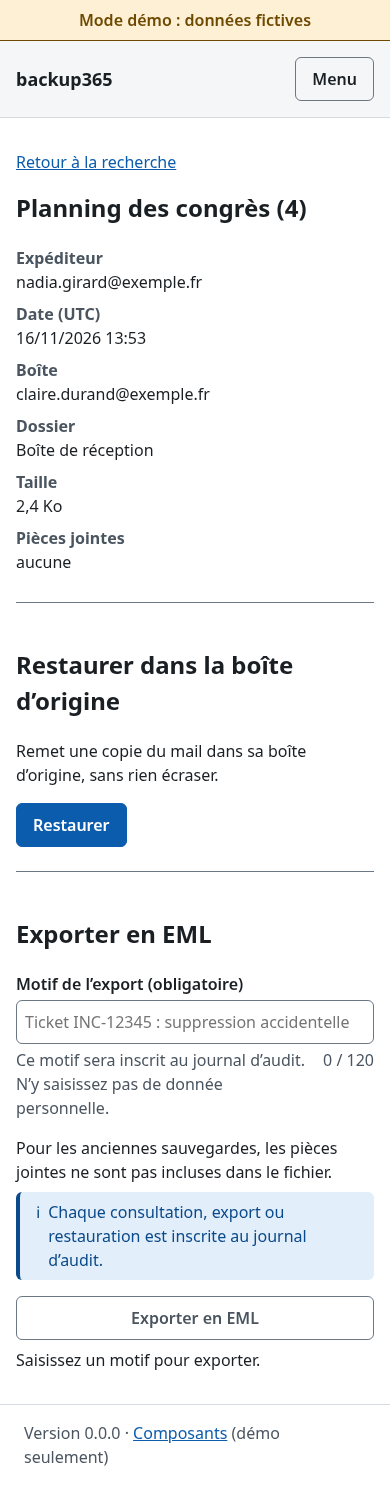 Mode démo : données fictives
backup365
Menu
Retour à la recherche
Planning des congrès (4)
Expéditeur
nadia.girard@exemple.fr
Date (UTC)
16/11/2026 13:53
Boîte
claire.durand@exemple.fr
Dossier
Boîte de réception
Taille
2,4 Ko
Pièces jointes
aucune
Restaurer dans la boîte
d’origine
Remet une copie du mail dans sa boîte
d’origine, sans rien écraser.
Restaurer
Exporter en EML
Motif de l’export (obligatoire)
Ticket INC-12345 : suppression accidentelle
Ce motif sera inscrit au journal d’audit. 0 / 120
N’y saisissez pas de donnée
personnelle.
Pour les anciennes sauvegardes, les pièces
jointes ne sont pas incluses dans le fichier.
i Chaque consultation, export ou
restauration est inscrite au journal
d’audit.
Exporter en EML
Saisissez un motif pour exporter.
Version 0.0.0 · Composants (démo
seulement)